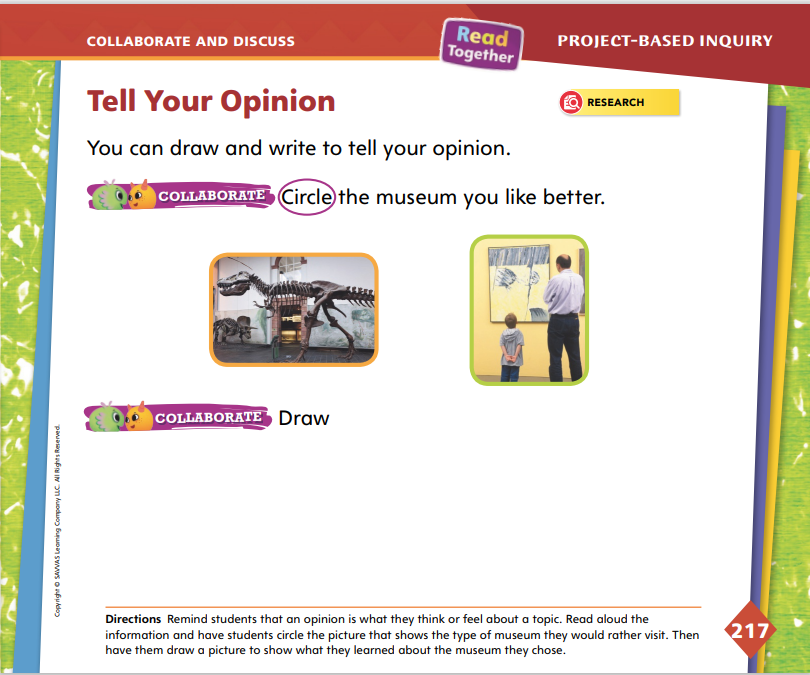 COLLABORATE AND DISCUSS
Read
Together
PROJECT-BASED INQUIRY
Tell Your Opinion
RESEARCH
You can draw and write to tell your opinion.
COLLABORATE Circle the museum you like better.
COLLABORATE Draw
Copyright © SAVVAS Learning Company LLC. All Rights Reserved.
Directions Remind students that an opinion is what they think or feel about a topic. Read aloud the
information and have students circle the picture that shows the type of museum they would rather visit. Then
have them draw a picture to show what they learned about the museum they chose.
217